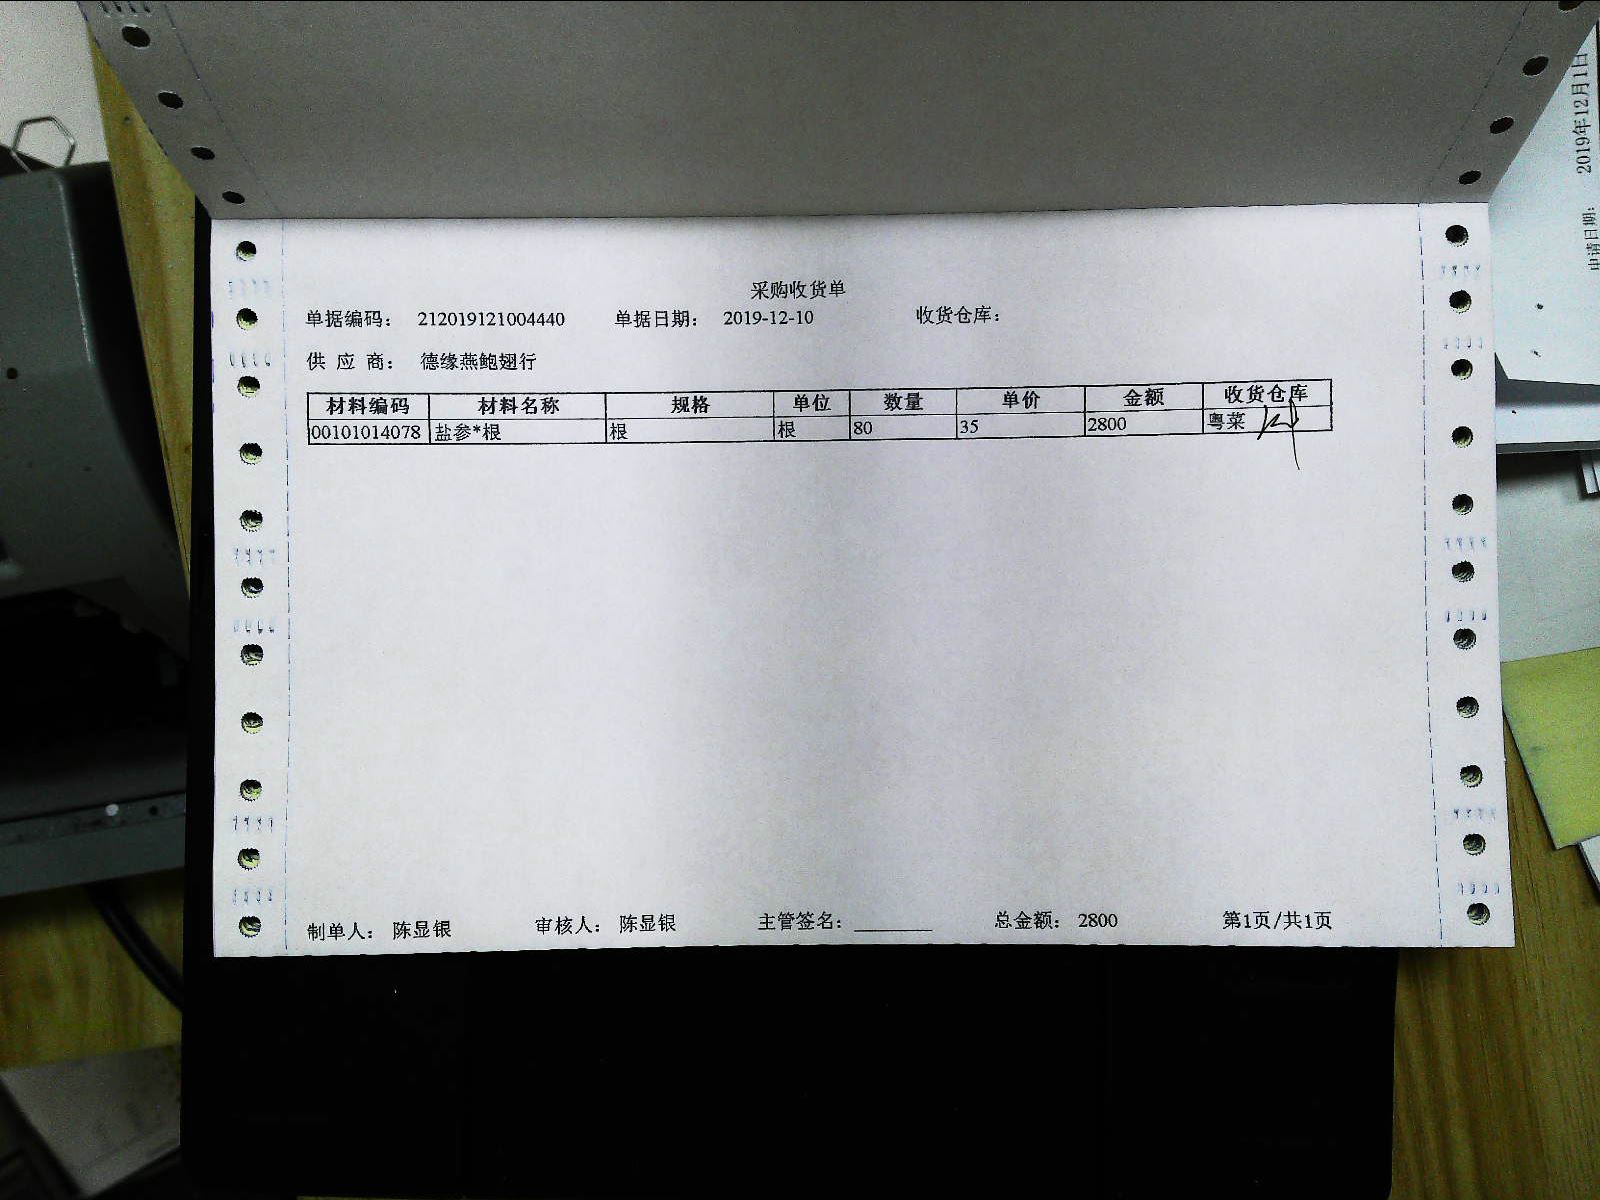 采购收货单
单据编码： 212019121004440 单据日期： 2019-12-10 收货仓库：
供 应 商： 德缘燕鲍翅行
材料编码 材料名称 规格 单位 数量 单价 金额 收货仓库
00101014078 盐参*根 根 根 80 35 2800 粤菜
制单人： 陈显银 审核人： 陈显银 主管签名： 总金额： 2800 第1页/共1页
申请日期： 2019年12月1日